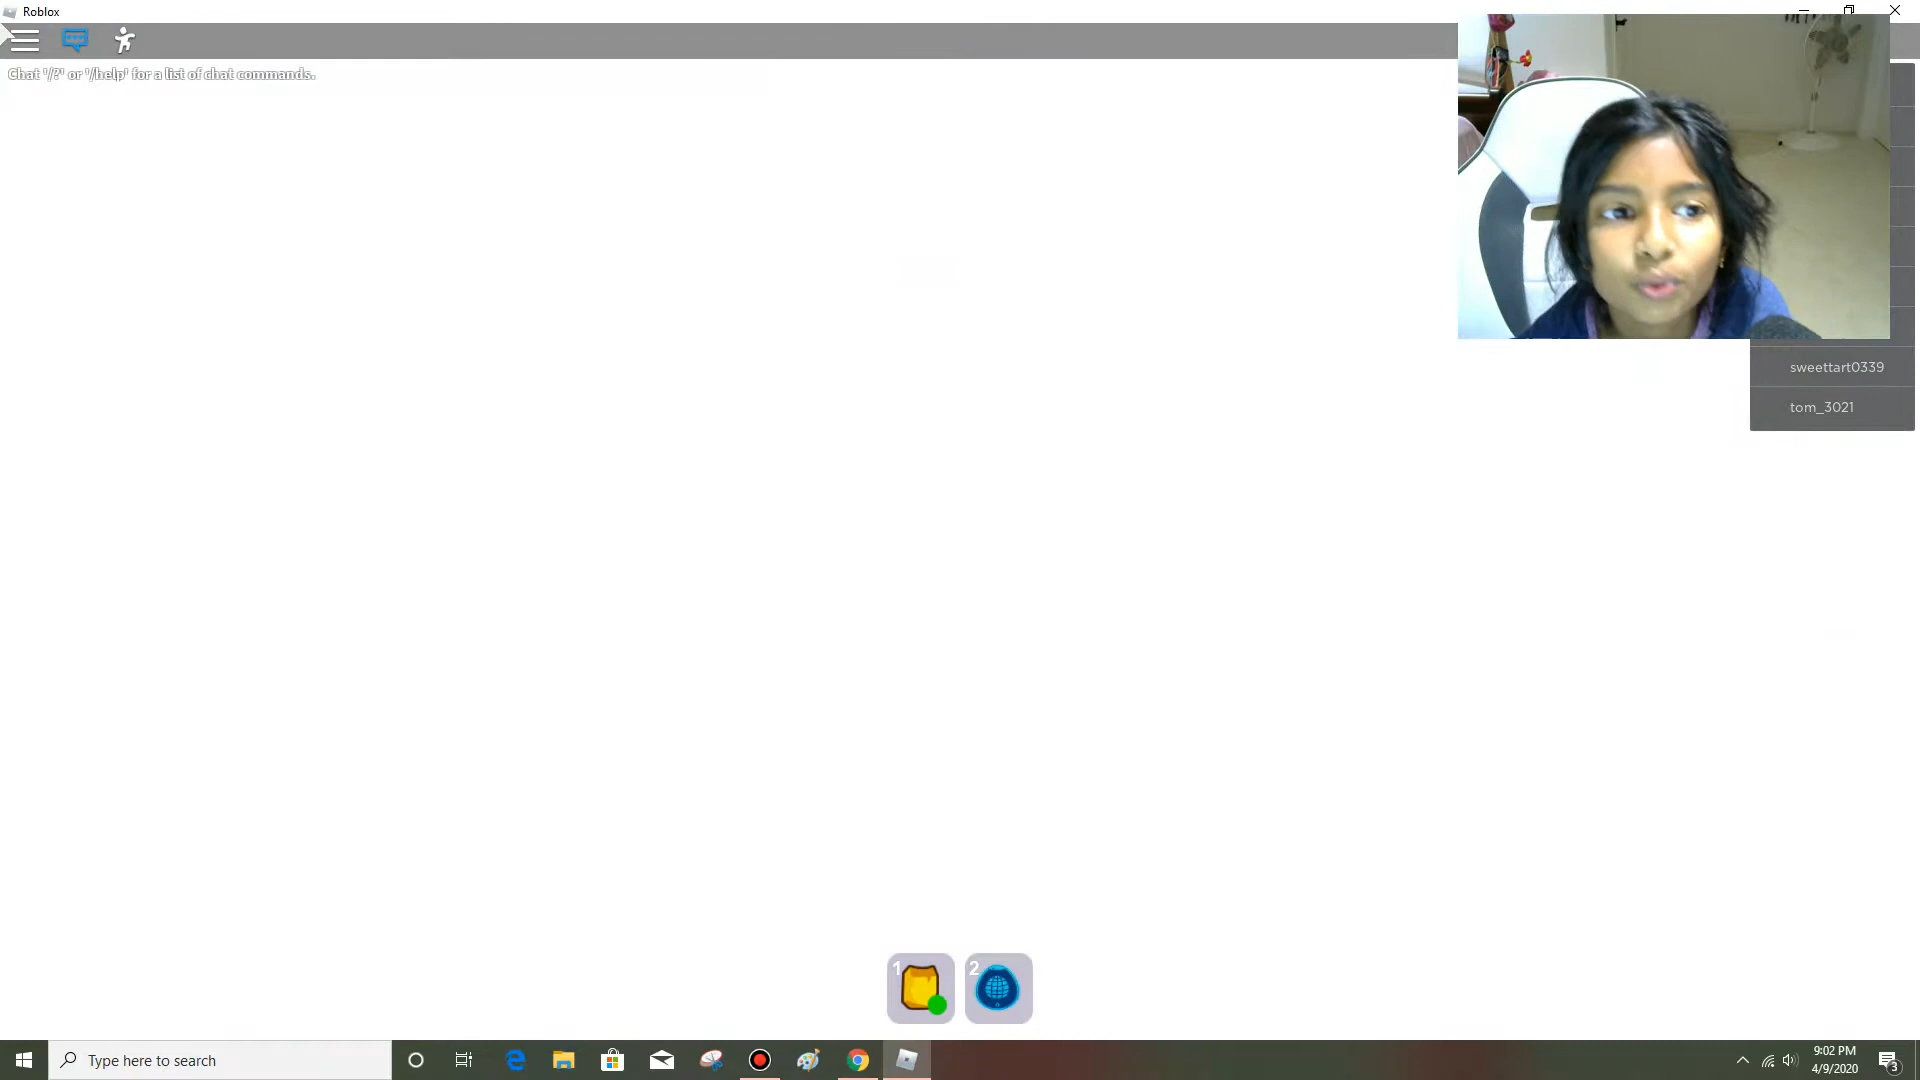 Roblox
Chat '/?' or '/help' for a list of chat commands.
sweettart0339
tom_3021
1
2
Type here to search
9:02 PM
4/9/2020
3